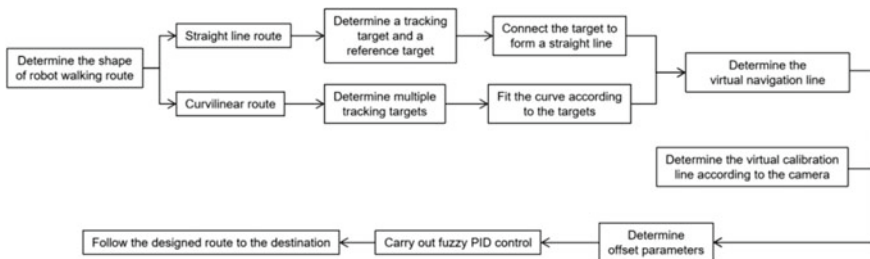 Determine the shape
of robot walking route
Straight line route
Determine a tracking
target and a
reference target
Connect the target to
form a straight line
Curvilinear route
Determine multiple
tracking targets
Fit the curve according
to the targets
Determine the
virtual navigation line
Determine the virtual calibration
line according to the camera
Determine
offset parameters
Carry out fuzzy PID control
Follow the designed route to the destination